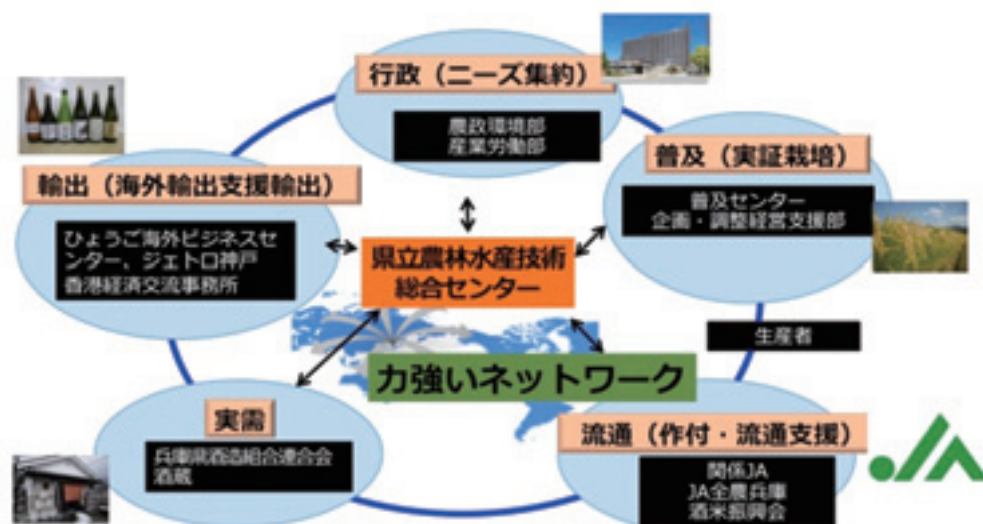 行政（ニーズ集約）
農政環境部
産業労働部
普及（実証栽培）
普及センター
企画・調整経営支援部
輸出（海外輸出支援輸出）
ひょうご海外ビジネスセ
ンター、ジェトロ神戸
香港経済交流事務所
県立農林水産技術
総合センター
生産者
力強いネットワーク
実需
兵庫県酒造組合連合会
酒蔵
流通（作付・流通支援）
関係JA
JA全農兵庫
酒米振興会
JA